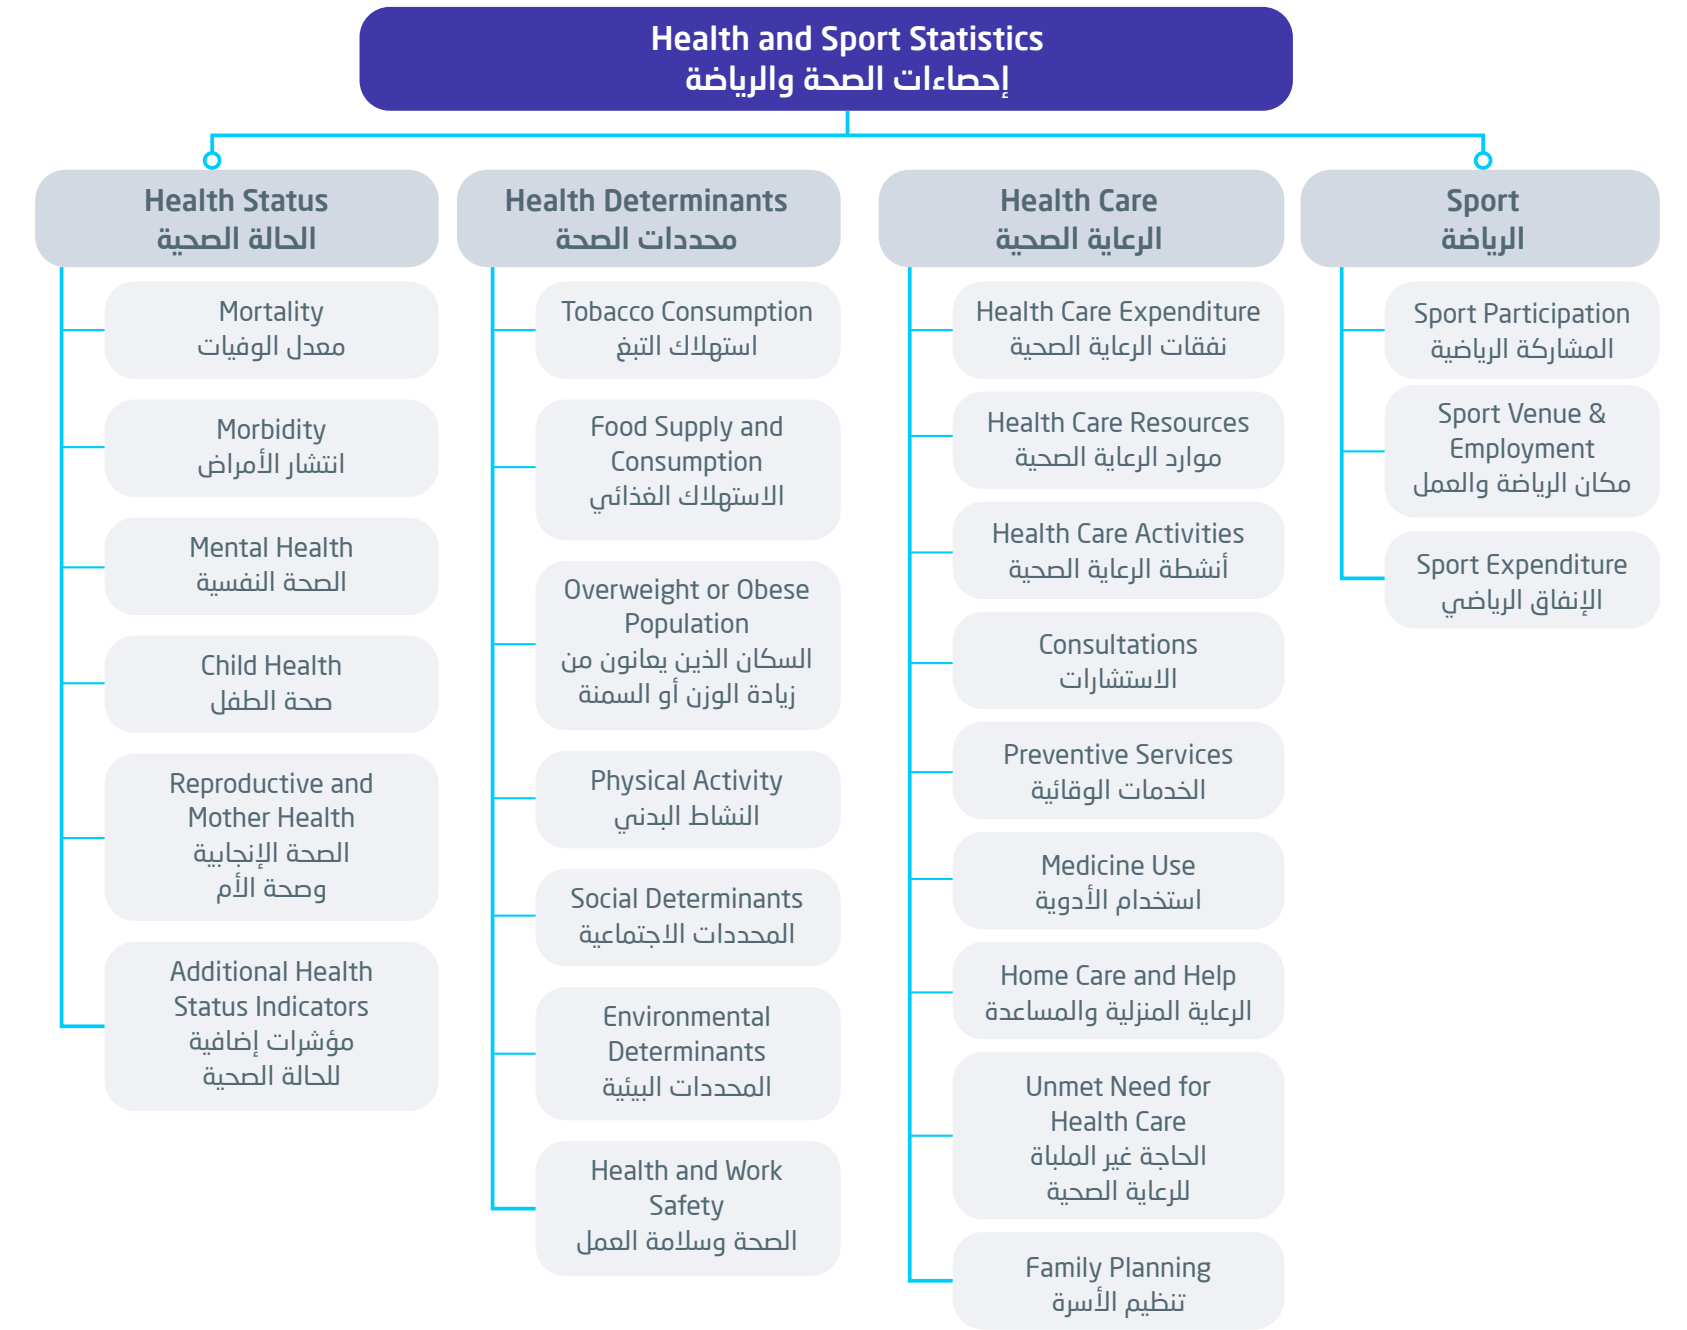 Health and Sport Statistics
إحصاءات الصحة والرياضة
Health Status
الحالة الصحية
Mortality
معدل الوفيات
Morbidity
انتشار الأمراض
Mental Health
الصحة النفسية
Child Health
صحة الطفل
Reproductive and
Mother Health
الصحة الإنجابية
وصحة الأم
Additional Health
Status Indicators
مؤشرات إضافية
للحالة الصحية
Health Determinants
محددات الصحة
Tobacco Consumption
استهلاك التبغ
Food Supply and
Consumption
الاستهلاك الغذائي
Overweight or Obese
Population
السكان الذين يعانون من
زيادة الوزن أو السمنة
Physical Activity
النشاط البدني
Social Determinants
المحددات الاجتماعية
Environmental
Determinants
المحددات البيئية
Health and Work
Safety
الصحة وسلامة العمل
Health Care
الرعاية الصحية
Health Care Expenditure
نفقات الرعاية الصحية
Health Care Resources
موارد الرعاية الصحية
Health Care Activities
أنشطة الرعاية الصحية
Consultations
الاستشارات
Preventive Services
الخدمات الوقائية
Medicine Use
استخدام الأدوية
Home Care and Help
الرعاية المنزلية والمساعدة
Unmet Need for
Health Care
الحاجة غير الملباة
للرعاية الصحية
Family Planning
تنظيم الأسرة
Sport
الرياضة
Sport Participation
المشاركة الرياضية
Sport Venue &
Employment
مكان الرياضة والعمل
Sport Expenditure
الإنفاق الرياضي